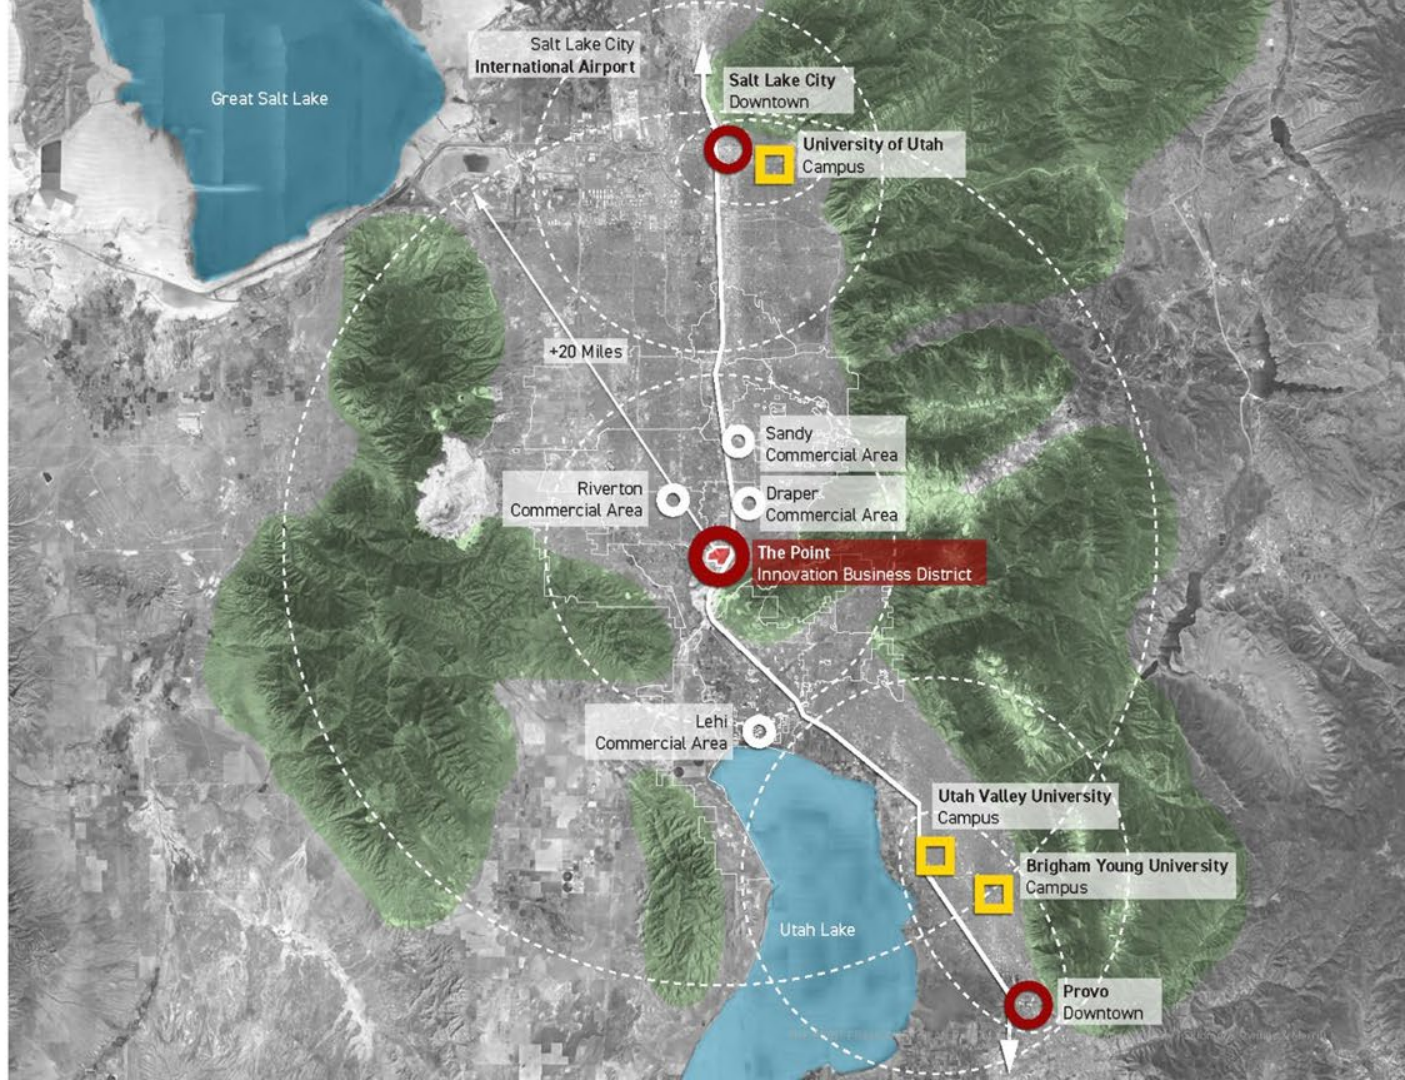 Salt Lake City
International Airport
Great Salt Lake
Salt Lake City
Downtown
University of Utah
Campus
+20 Miles
Sandy
Commercial Area
Riverton
Commercial Area
Draper
Commercial Area
The Point
Innovation Business District
Lehi
Commercial Area
Utah Valley University
Campus
Brigham Young University
Campus
Utah Lake
Provo
Downtown